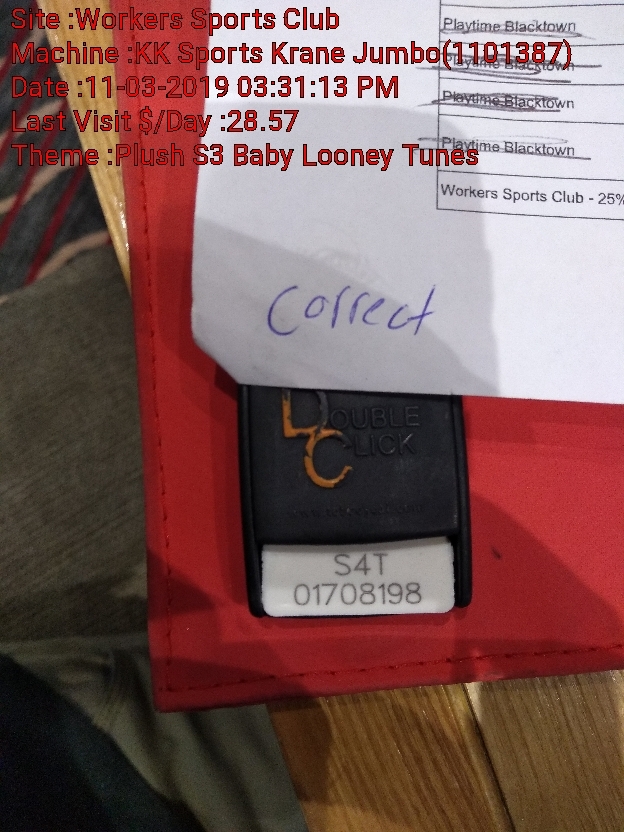 Site :Workers Sports Club
Machine :KK Sports Krane Jumbo(1101387)
Date :11-03-2019 03:31:13 PM
Last Visit $/Day :28.57
Theme :Plush S3 Baby Looney Tunes
Playtime Blacktown
Playtime Blacktown
Playtime Blacktown
Playtime Blacktown
Workers Sports Club - 25%
Correct
DOUBLE
CLICK
S4T
01708198